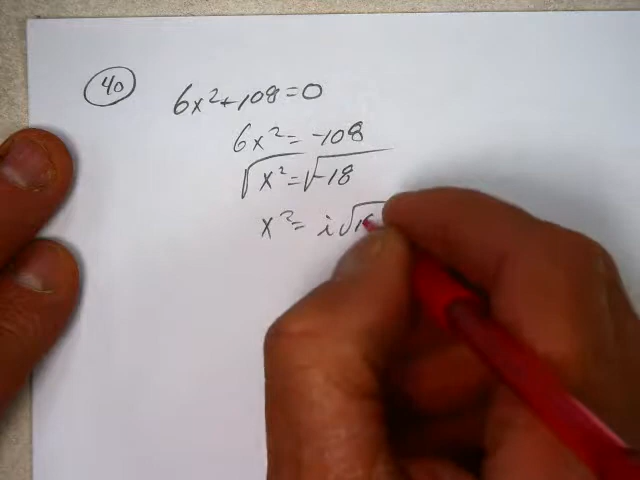 40
6x²+108=0
6x²=-108
√x²=√-18
x²= i√